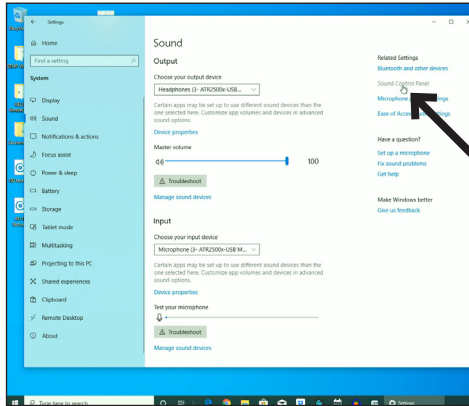 Settings
Home
Find a setting
System
Display
Sound
Notifications & actions
Focus assist
Power & sleep
Battery
Storage
Tablet mode
Multitasking
Projecting to this PC
Shared experiences
Clipboard
Remote Desktop
About
Sound
Output
Choose your output device
Headphones (3- ATR2500x-USB...
Certain apps may be set up to use different sound devices than the
one selected here. Customize app volumes and devices in advanced
sound options.
Device properties
Master volume
100
Troubleshoot
Manage sound devices
Input
Choose your input device
Microphone (3- ATR2500x-USB M...
Certain apps may be set up to use different sound devices than the
one selected here. Customize app volumes and devices in advanced
sound options.
Device properties
Test your microphone
Troubleshoot
Manage sound devices
Related Settings
Bluetooth and other devices
Sound Control Panel
Microphone
Ease of
Have a question?
Set up a microphone
Fix sound problems
Get help
Make Windows better
Give us feedback
Type here to search
Settings